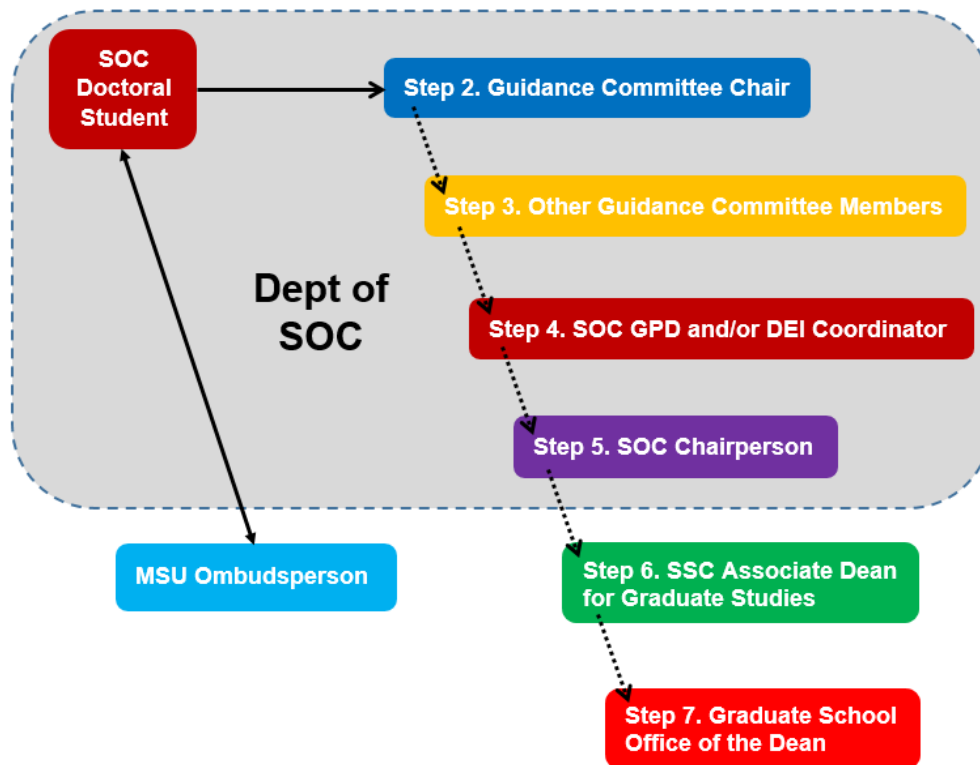 SOC
Doctoral
Student
Step 2. Guidance Committee Chair
Step 3. Other Guidance Committee Members
Dept of
SOC
Step 4. SOC GPD and/or DEI Coordinator
Step 5. SOC Chairperson
MSU Ombudsperson
Step 6. SSC Associate Dean
for Graduate Studies
Step 7. Graduate School
Office of the Dean